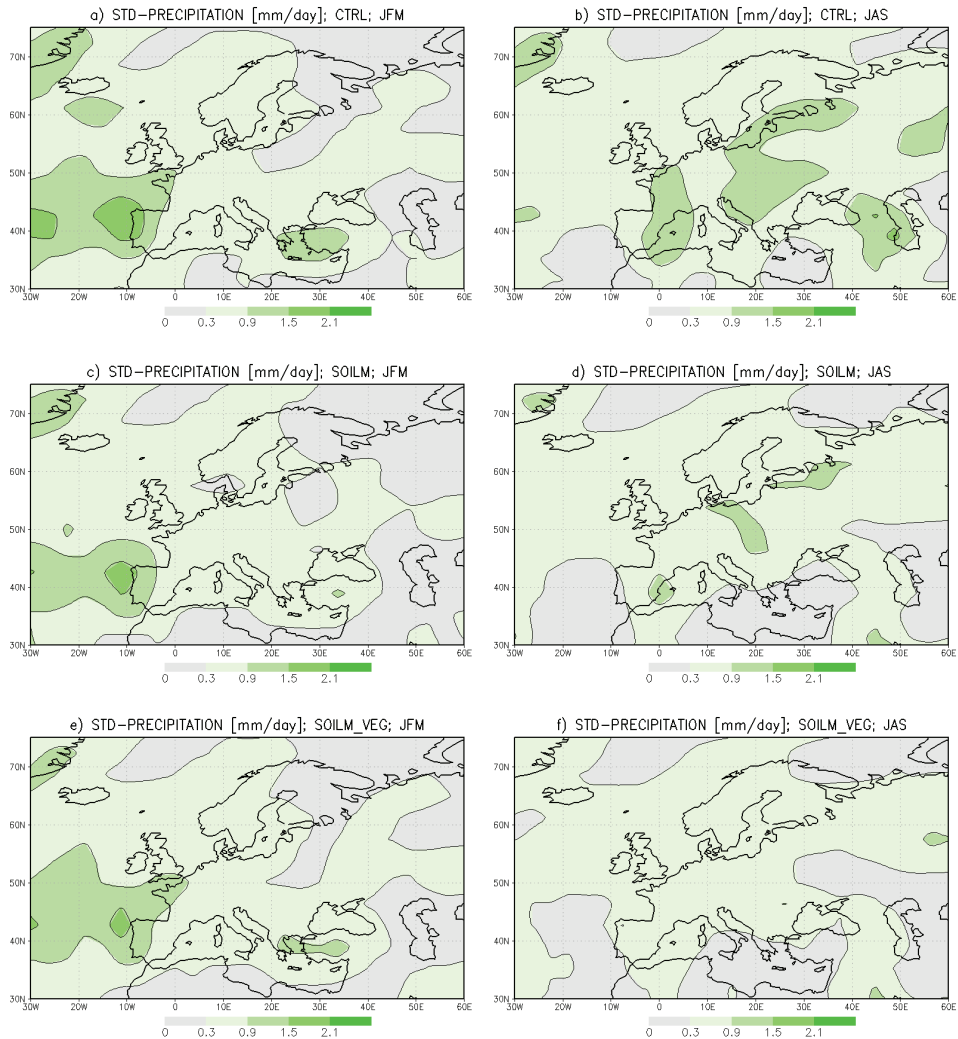 a) STD-PRECIPITATION [mm/day]; CTRL; JFM
b) STD-PRECIPITATION [mm/day]; CTRL; JAS
70N
60N
50N
40N
30N
30W 20W 10W 0 10E 20E 30E 40E 50E 60E
0 0.3 0.9 1.5 2.1
70N
60N
50N
40N
30N
30W 20W 10W 0 10E 20E 30E 40E 50E 60E
0 0.3 0.9 1.5 2.1
c) STD-PRECIPITATION [mm/day]; SOILM; JFM
d) STD-PRECIPITATION [mm/day]; SOILM; JAS
70N
60N
50N
40N
30N
30W 20W 10W 0 10E 20E 30E 40E 50E 60E
0 0.3 0.9 1.5 2.1
70N
60N
50N
40N
30N
30W 20W 10W 0 10E 20E 30E 40E 50E 60E
0 0.3 0.9 1.5 2.1
e) STD-PRECIPITATION [mm/day]; SOILM_VEG; JFM
f) STD-PRECIPITATION [mm/day]; SOILM_VEG; JAS
70N
60N
50N
40N
30N
30W 20W 10W 0 10E 20E 30E 40E 50E 60E
0 0.3 0.9 1.5 2.1
70N
60N
50N
40N
30N
30W 20W 10W 0 10E 20E 30E 40E 50E 60E
0 0.3 0.9 1.5 2.1